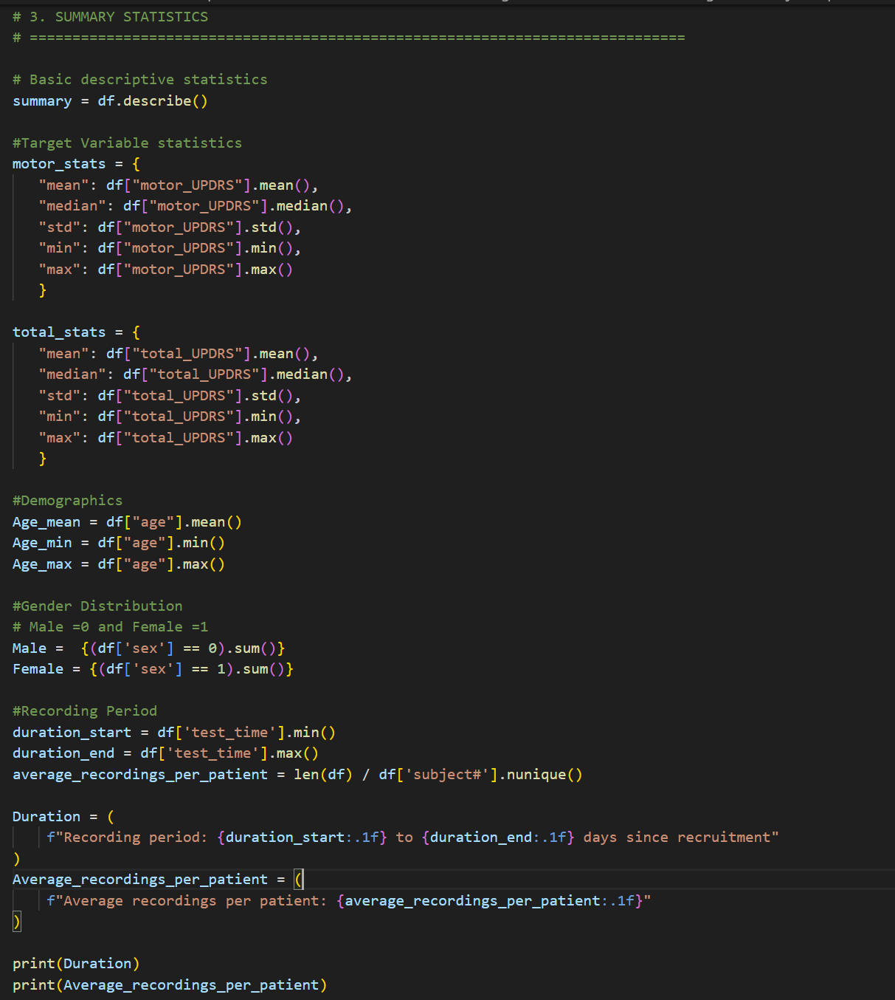 # 3. SUMMARY STATISTICS
# =============================================================================
# Basic descriptive statistics
summary = df.describe()
#Target Variable statistics
motor_stats = {
"mean": df["motor_UPDRS"].mean(),
"median": df["motor_UPDRS"].median(),
"std": df["motor_UPDRS"].std(),
"min": df["motor_UPDRS"].min(),
"max": df["motor_UPDRS"].max()
}
total_stats = {
"mean": df["total_UPDRS"].mean(),
"median": df["total_UPDRS"].median(),
"std": df["total_UPDRS"].std(),
"min": df["total_UPDRS"].min(),
"max": df["total_UPDRS"].max()
}
#Demographics
Age_mean = df["age"].mean()
Age_min = df["age"].min()
Age_max = df["age"].max()
#Gender Distribution
# Male =0 and Female =1
Male =  {(df['sex'] == 0).sum()}
Female = {(df['sex'] == 1).sum()}
#Recording Period
duration_start = df['test_time'].min()
duration_end = df['test_time'].max()
average_recordings_per_patient = len(df) / df['subject#'].nunique()
Duration = (
f"Recording period: {duration_start:.1f} to {duration_end:.1f} days since recruitment"
)
Average_recordings_per_patient = (
f"Average recordings per patient: {average_recordings_per_patient:.1f}"
)
print(Duration)
print(Average_recordings_per_patient)